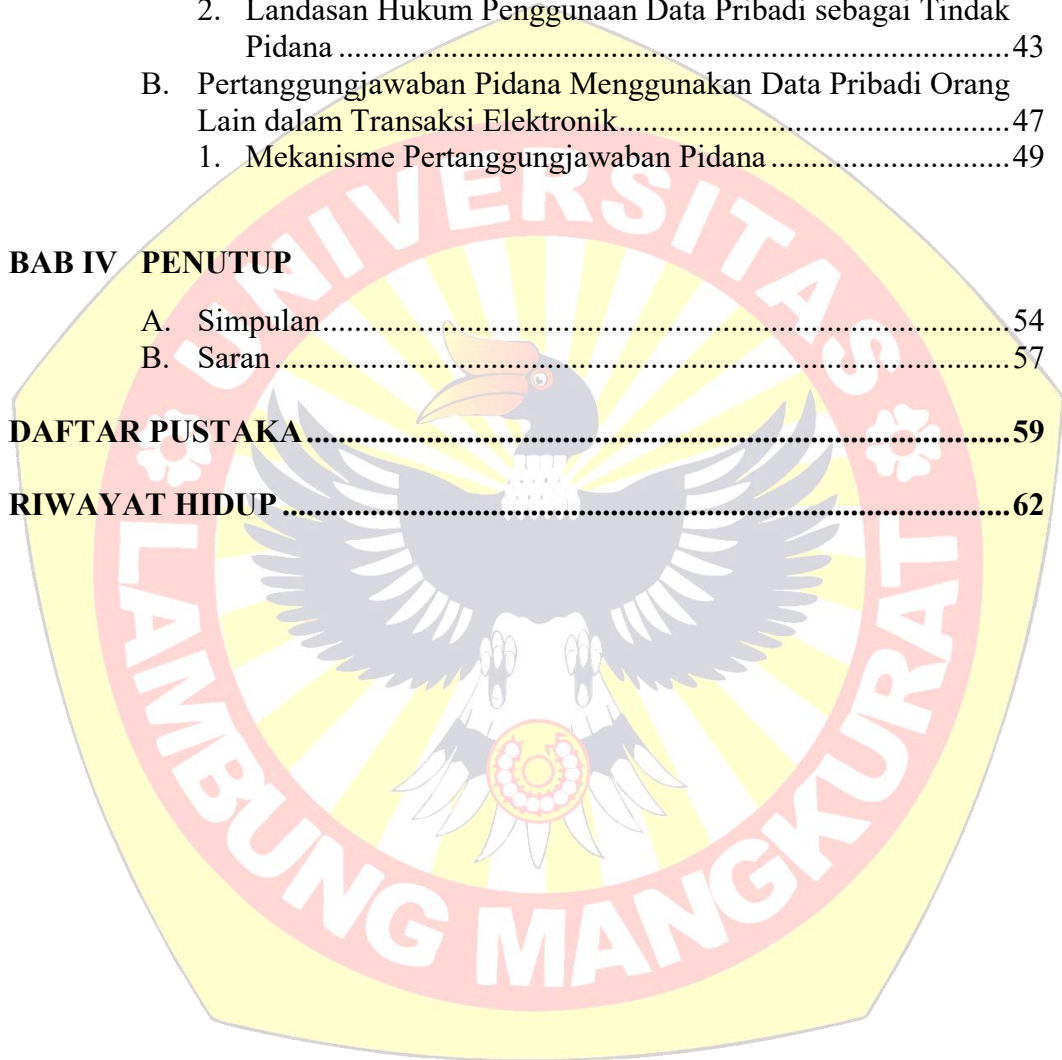 2. Landasan Hukum Penggunaan Data Pribadi sebagai Tindak
Pidana ................................................................................ 43
B. Pertanggungjawaban Pidana Menggunakan Data Pribadi Orang
Lain dalam Transaksi Elektronik.............................................. 47
1. Mekanisme Pertanggungjawaban Pidana ............................... 49
BAB IV PENUTUP
A. Simpulan.................................................................................. 54
B. Saran ........................................................................................ 57
DAFTAR PUSTAKA .................................................................................... 59
RIWAYAT HIDUP ....................................................................................... 62
UNIVERSITAS
LAMBUNG MANGKURAT